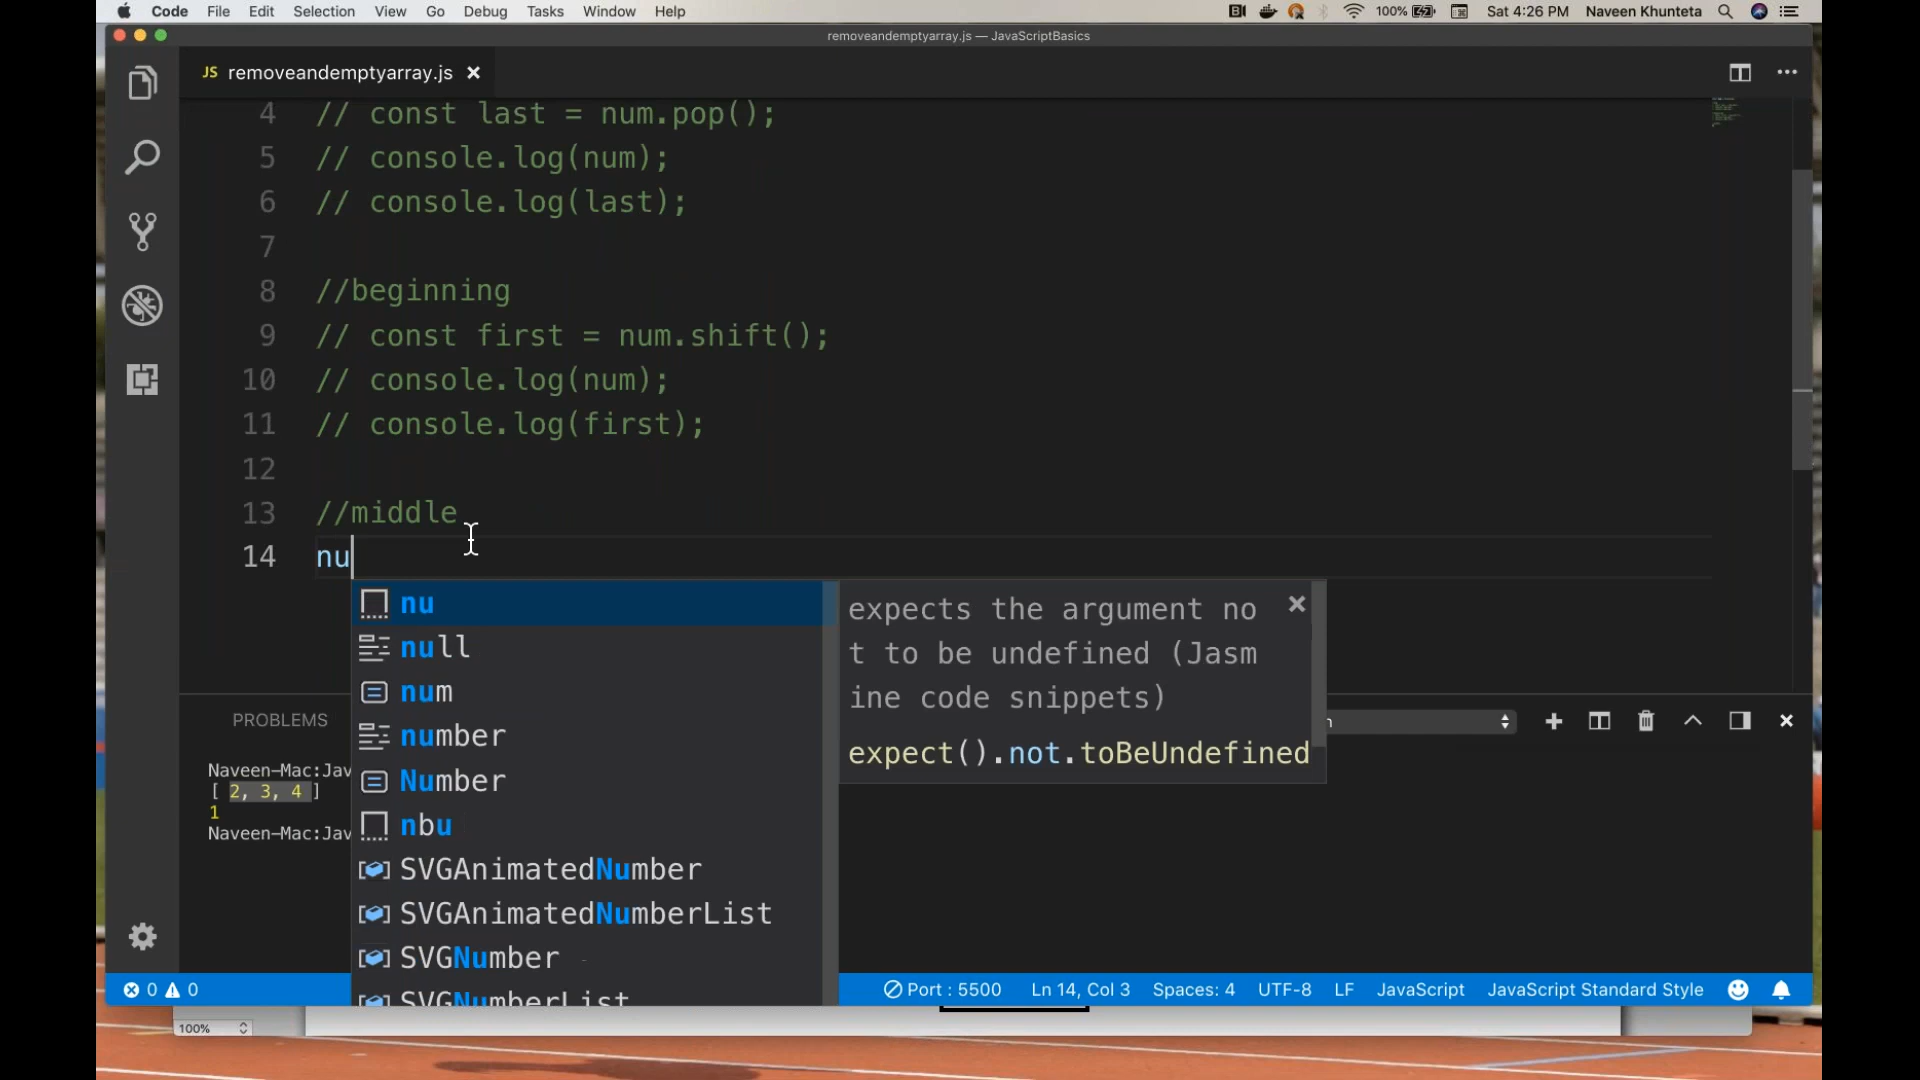 Code File Edit Selection View Go Debug Tasks Window Help 100% Sat 4:26 PM Naveen Khunteta
removeandemptyarray.js — JavaScriptBasics
JS removeandemptyarray.js
4 // const last = num.pop();
5 // console.log(num);
6 // console.log(last);
7
8 //beginning
9 // const first = num.shift();
10 // console.log(num);
11 // console.log(first);
12
13 //middle
14 nu
nu
null
num
number
Number
nbu
SVGAnimatedNumber
SVGAnimatedNumberList
SVGNumber
SVGNumberList
expects the argument no
t to be undefined (Jasm
ine code snippets)
expect().not.toBeUndefined
PROBLEMS
Naveen-Mac:Jav
[ 2, 3, 4 ]
1
Naveen-Mac:Jav
0 0 Port : 5500 Ln 14, Col 3 Spaces: 4 UTF-8 LF JavaScript JavaScript Standard Style
100%